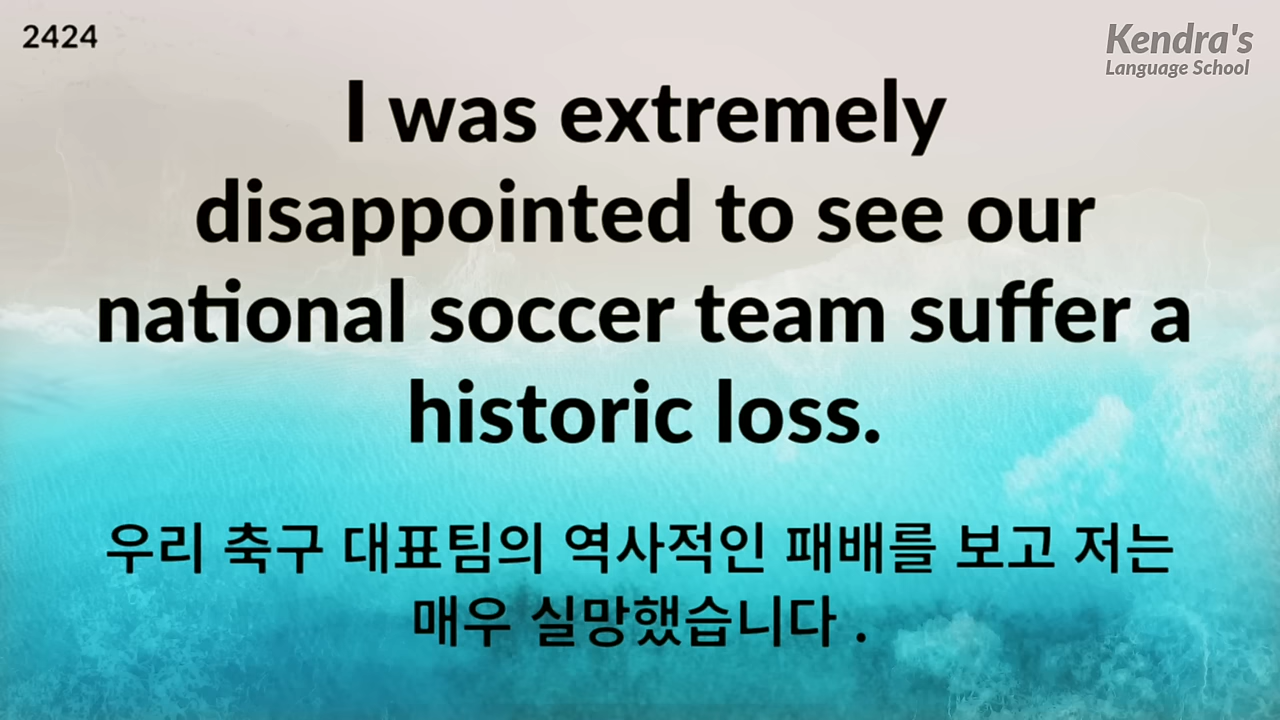 2424
Kendra's
Language School
I was extremely
disappointed to see our
national soccer team suffer a
historic loss.
우리 축구 대표팀의 역사적인 패배를 보고 저는
매우 실망했습니다 .